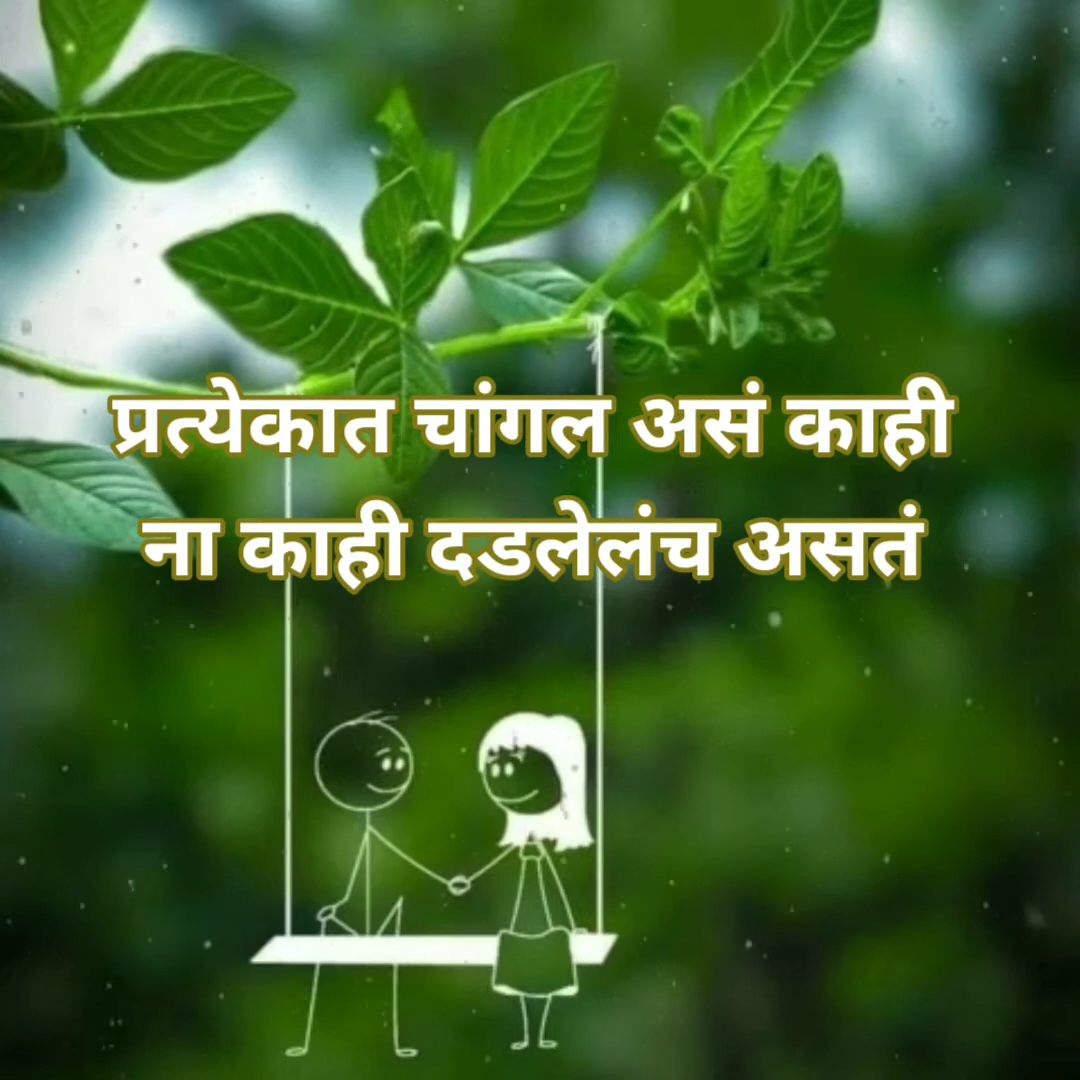 प्रत्येकात चांगल असं काही
ना काही दडलेलंच असतं